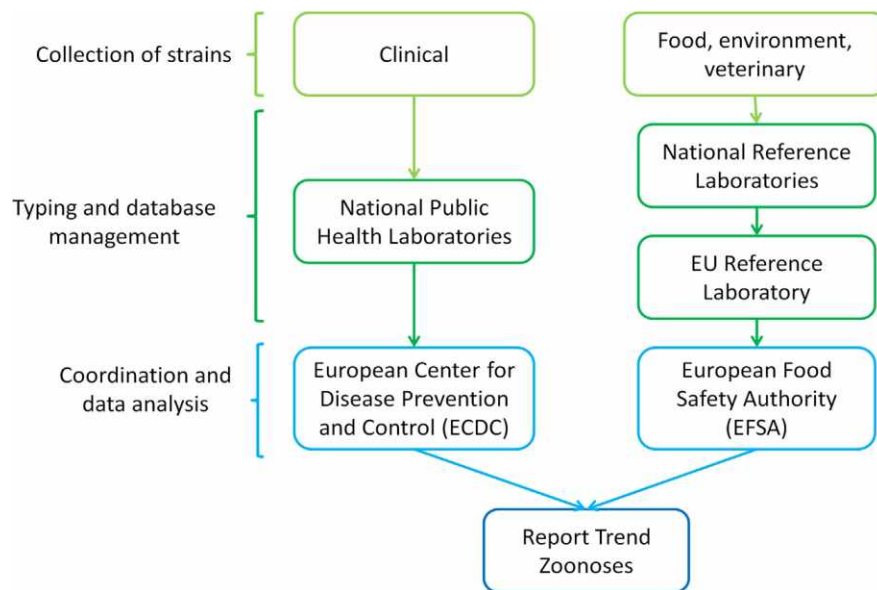 Collection of strains
Clinical
Food, environment,
veterinary
National Reference
Laboratories
Typing and database
management
National Public
Health Laboratories
EU Reference
Laboratory
Coordination and
data analysis
European Center for
Disease Prevention
and Control (ECDC)
European Food
Safety Authority
(EFSA)
Report Trend
Zoonoses